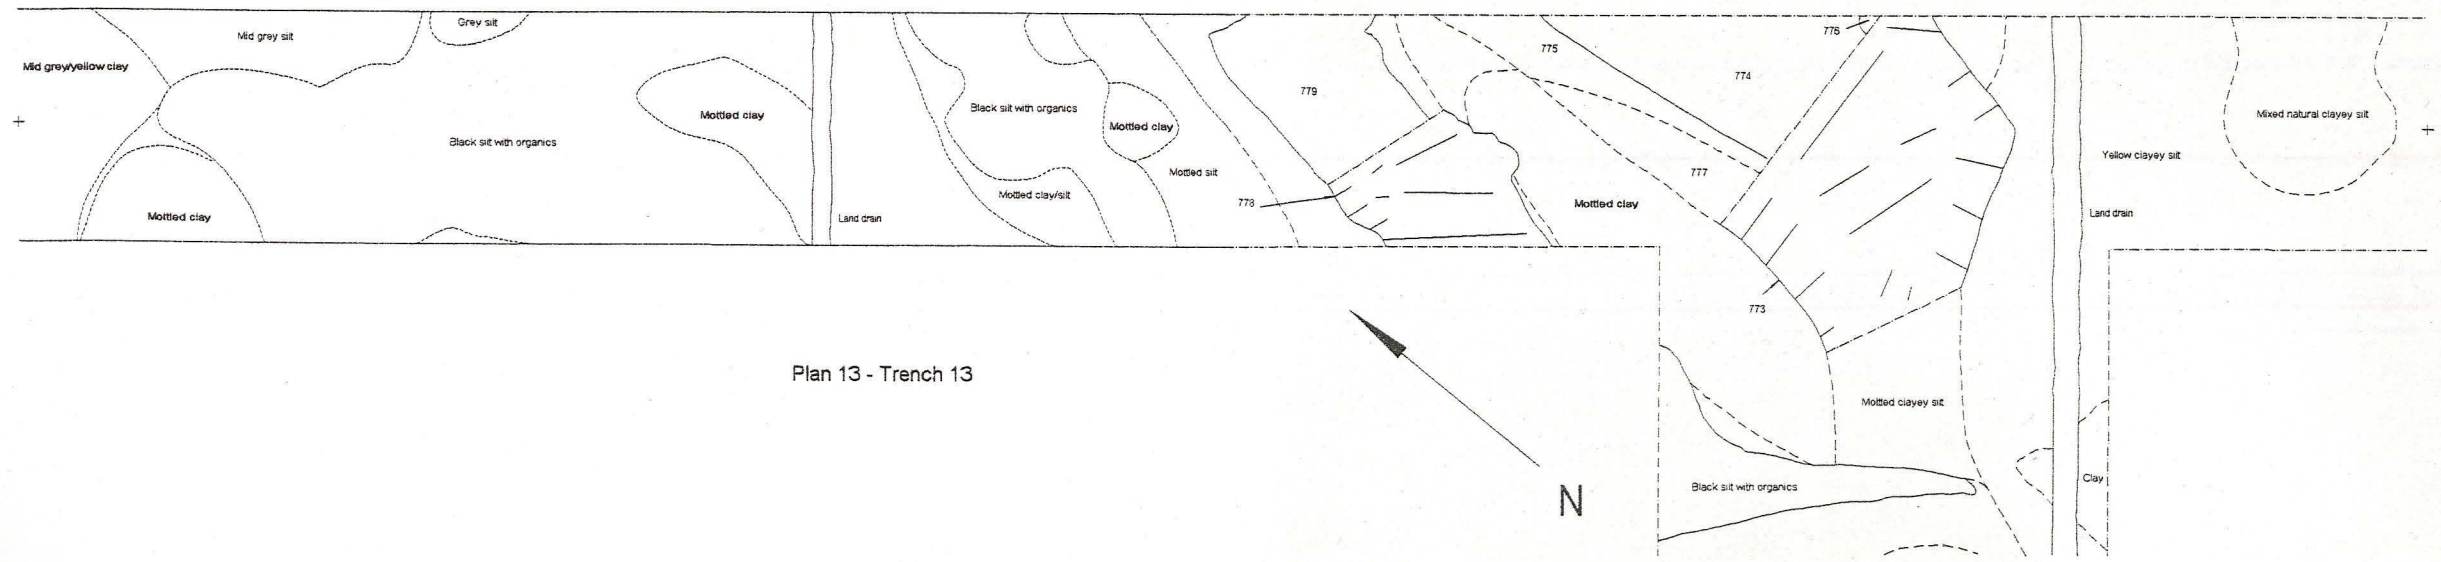 Mid grey silt
Grey silt
Mid grey/yellow clay
Black silt with organics
Mottled clay
Mottled clay
Land drain
Black silt with organics
Mottled clay
Mottled clay/silt
Mottled silt
779
778
775
774
776
777
Mottled clay
773
Yellow clayey silt
Mixed natural clayey silt
Land drain
Mottled clayey silt
Black silt with organics
Clay
Plan 13 - Trench 13
N